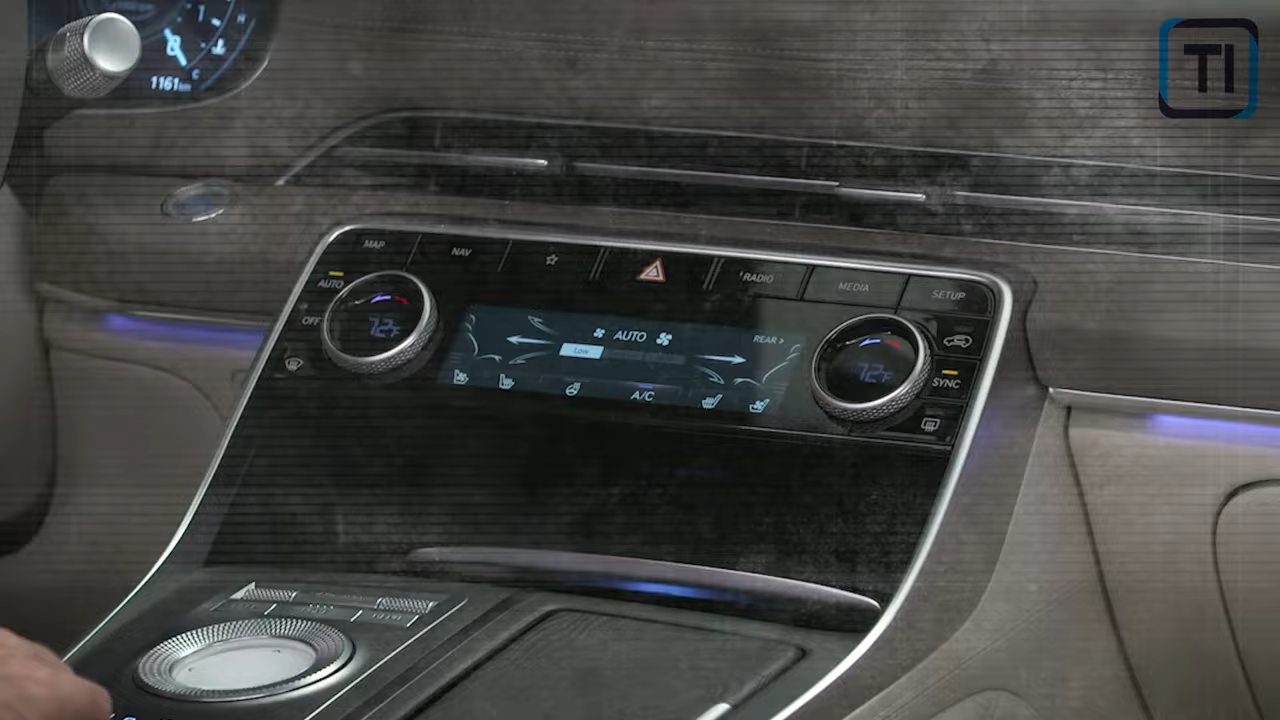 H
C
1161km
TI
MAP
NAV
RADIO
MEDIA
SETUP
AUTO
OFF
72°F
AUTO
REAR >
Low
A/C
72°F
SYNC